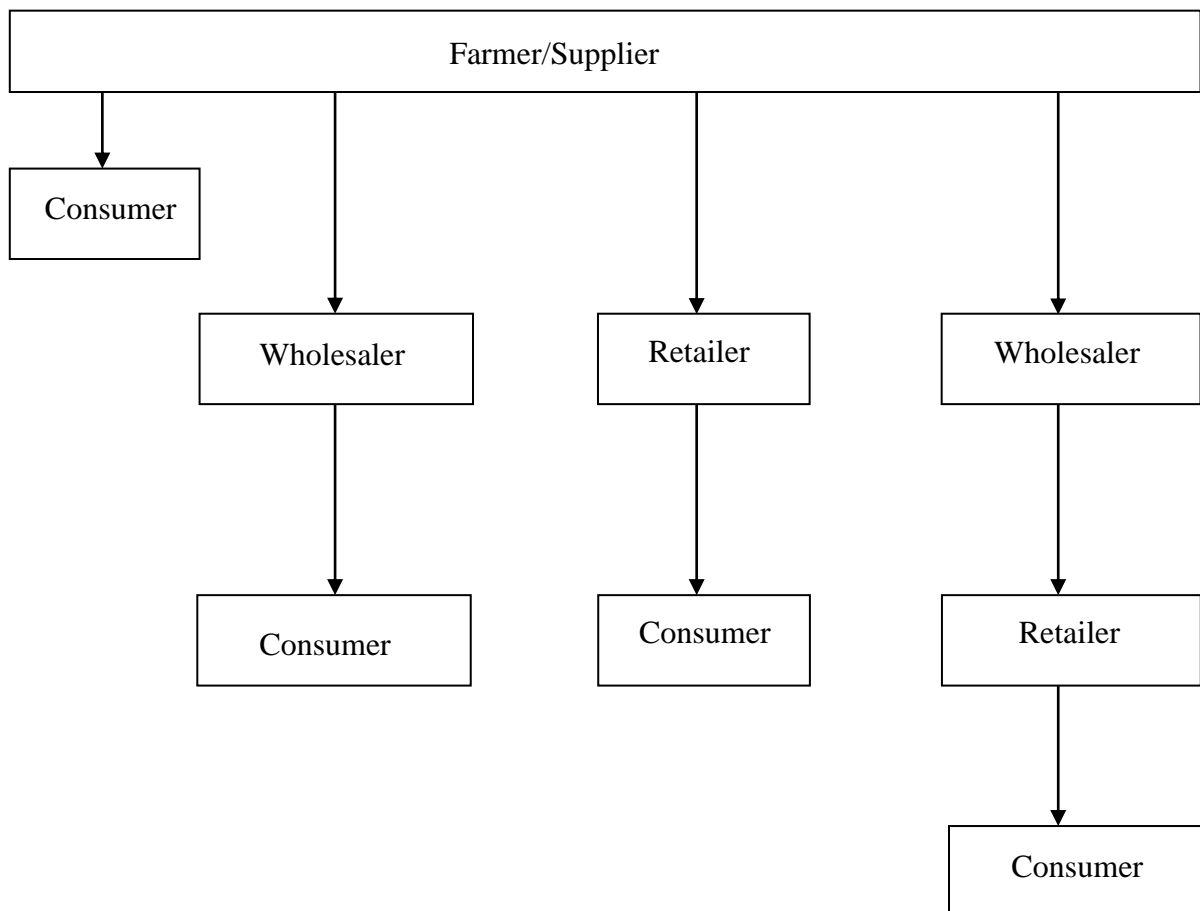 Farmer/Supplier
Consumer
Wholesaler
Retailer
Wholesaler
Consumer
Consumer
Retailer
Consumer